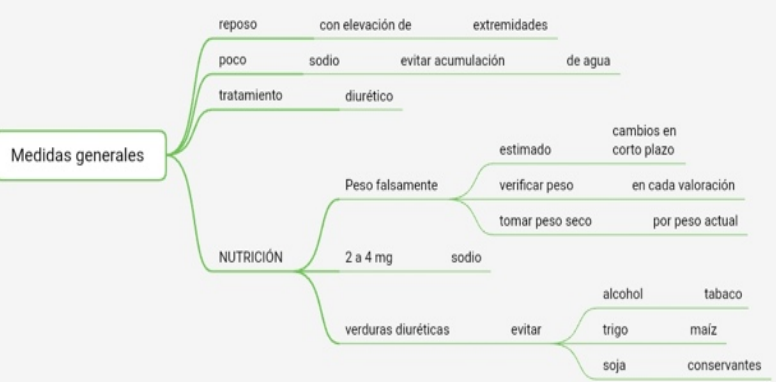 reposo con elevación de extremidades
poco sodio evitar acumulación de agua
tratamiento diurético
Medidas generales
NUTRICIÓN
Peso falsamente
estimado cambios en
corto plazo
verificar peso en cada valoración
tomar peso seco por peso actual
2 a 4 mg sodio
verduras diuréticas evitar
alcohol tabaco
trigo maíz
soja conservantes